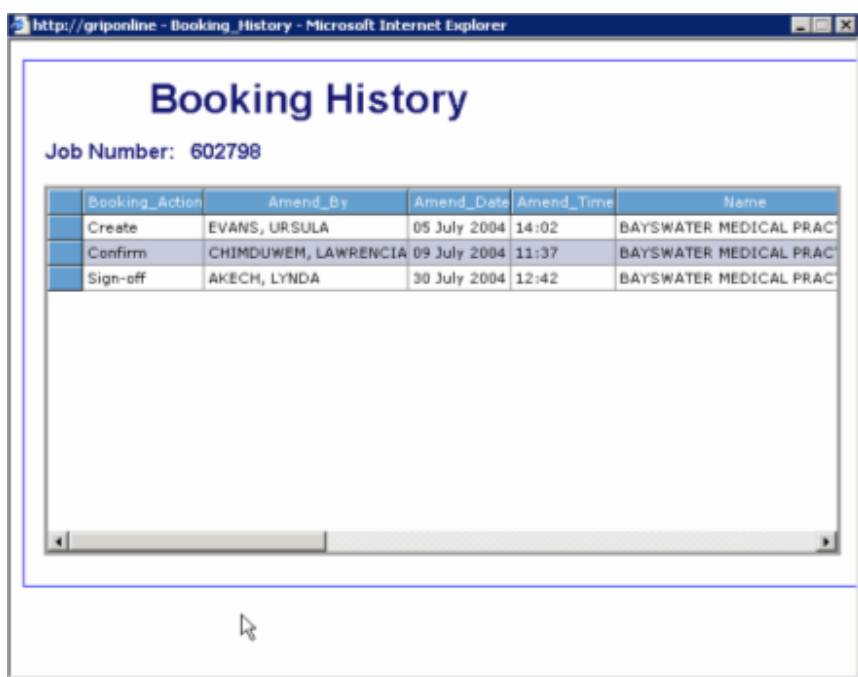 http://griponline - Booking_History - Microsoft Internet Explorer
Booking History
Job Number: 602798
Booking_Action Amend_By Amend_Date Amend_Time Name
Create EVANS, URSULA 05 July 2004 14:02 BAYSWATER MEDICAL PRAC
Confirm CHIMDUWEM, LAWRENCIA 09 July 2004 11:37 BAYSWATER MEDICAL PRAC
Sign-off AKECH, LYNDA 30 July 2004 12:42 BAYSWATER MEDICAL PRAC